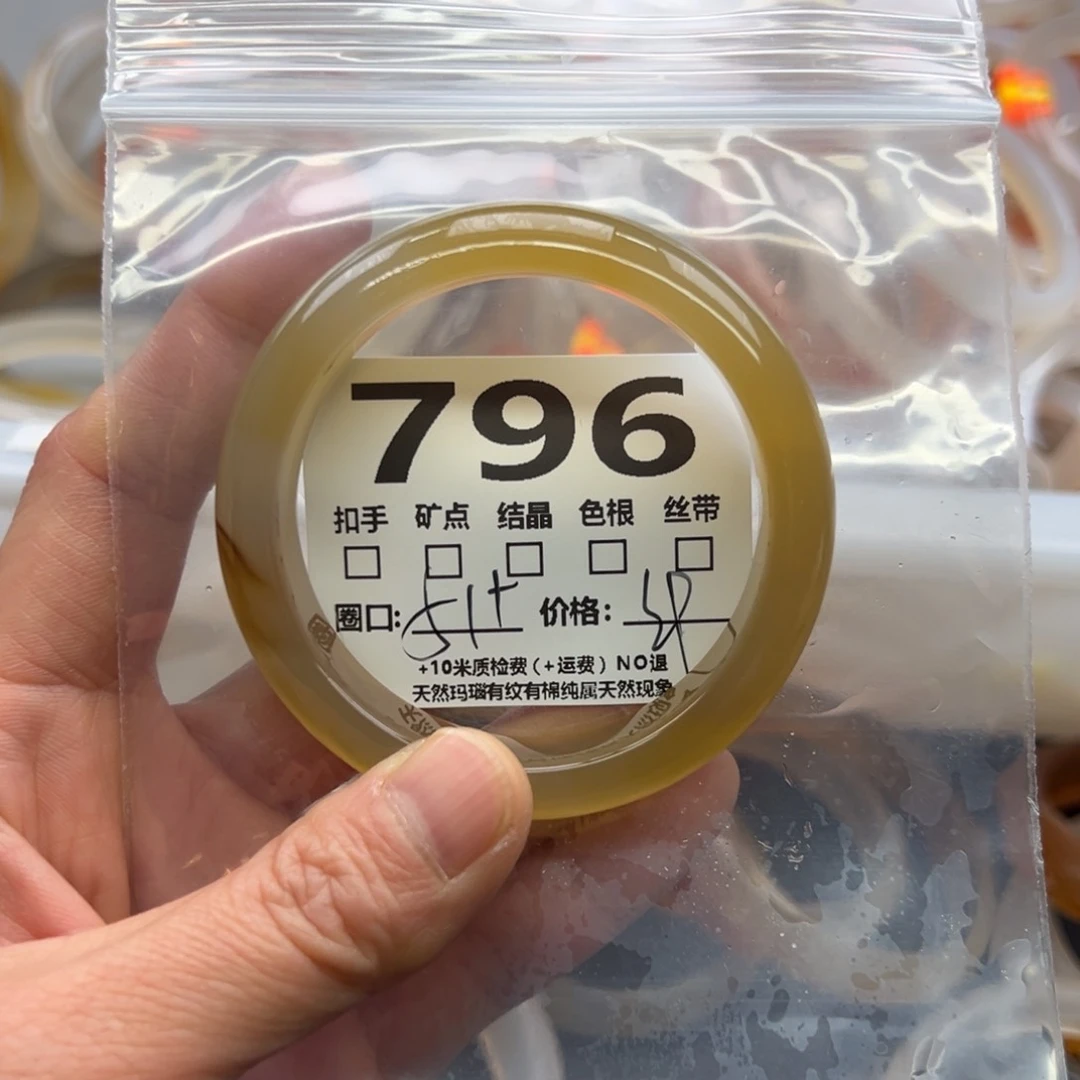 796
扣手 矿点 结晶 色根 丝带
圈口: 51+ 价格:
+10米质检费(+运费)NO退
天然玛瑙有纹有棉纯属天然现象